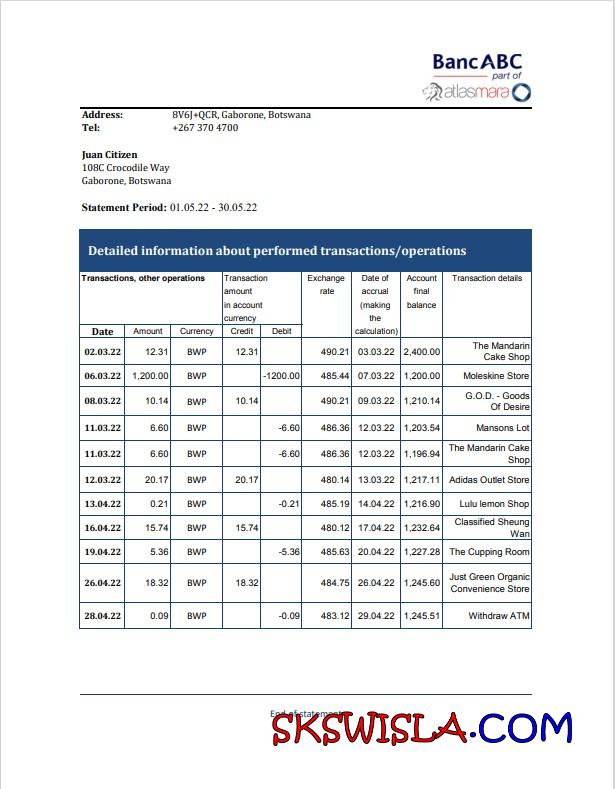 BancABC
part of
atlasmara
Address: 8V6J+QCR, Gaborone, Botswana
Tel: +267 370 4700
Juan Citizen
108C Crocodile Way
Gaborone, Botswana
Statement Period: 01.05.22 - 30.05.22
Detailed information about performed transactions/operations
Transactions, other operations
Transaction
amount
in account
currency
Exchange
rate
Date of
accrual
(making
the
calculation)
Account
final
balance
Transaction details
Date Amount Currency Credit Debit
02.03.22 12.31 BWP 12.31 490.21 03.03.22 2,400.00 The Mandarin
Cake Shop
06.03.22 1,200.00 BWP -1200.00 485.44 07.03.22 1,200.00 Moleskine Store
08.03.22 10.14 BWP 10.14 490.21 09.03.22 1,210.14 G.O.D. - Goods
Of Desire
11.03.22 6.60 BWP -6.60 486.36 12.03.22 1,203.54 Mansons Lot
11.03.22 6.60 BWP -6.60 486.36 12.03.22 1,196.94 The Mandarin Cake
Shop
12.03.22 20.17 BWP 20.17 480.14 13.03.22 1,217.11 Adidas Outlet Store
13.04.22 0.21 BWP -0.21 485.19 14.04.22 1,216.90 Lulu lemon Shop
16.04.22 15.74 BWP 15.74 480.12 17.04.22 1,232.64 Classified Sheung
Wan
19.04.22 5.36 BWP -5.36 485.63 20.04.22 1,227.28 The Cupping Room
26.04.22 18.32 BWP 18.32 484.75 26.04.22 1,245.60 Just Green Organic
Convenience Store
28.04.22 0.09 BWP -0.09 483.12 29.04.22 1,245.51 Withdraw ATM
End of statement
SKSWISLA.COM